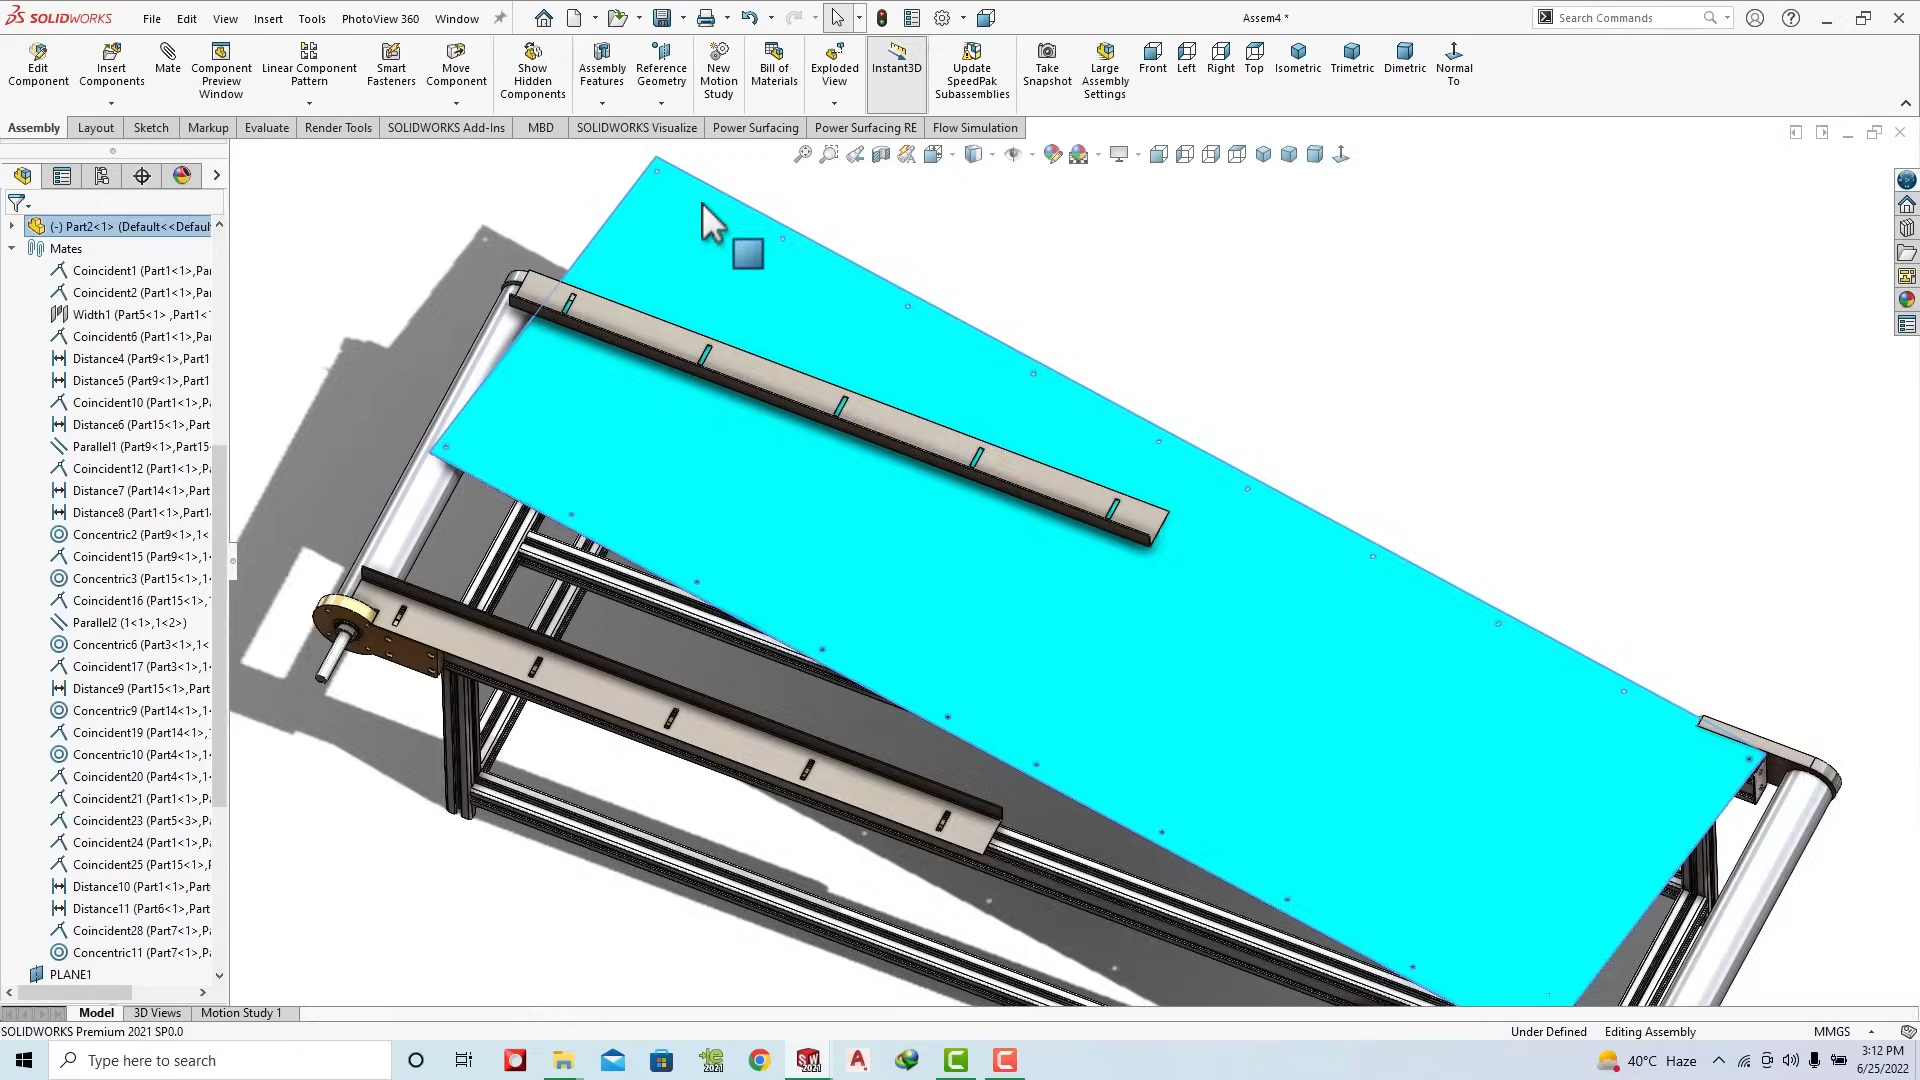 SOLIDWORKS File Edit View Insert Tools PhotoView 360 Window Assem4 * Search Commands
Edit Component
Insert Components
Mate
Component Preview Window
Linear Component Pattern
Smart Fasteners
Move Component
Show Hidden Components
Assembly Features
Reference Geometry
New Motion Study
Bill of Materials
Exploded View
Instant3D
Update SpeedPak Subassemblies
Take Snapshot
Large Assembly Settings
Front
Left
Right
Top
Isometric
Trimetric
Dimetric
Normal To
Assembly Layout Sketch Markup Evaluate Render Tools SOLIDWORKS Add-Ins MBD SOLIDWORKS Visualize Power Surfacing Power Surfacing RE Flow Simulation
(-) Part2<1> (Default<<Defaul
Mates
Coincident1 (Part1<1>,Pa
Coincident2 (Part1<1>,Pa
Width1 (Part5<1> ,Part1<
Coincident6 (Part1<1>,Pa
Distance4 (Part9<1>,Part1
Distance5 (Part9<1>,Part1
Coincident10 (Part1<1>,P
Distance6 (Part15<1>,Part
Parallel1 (Part9<1>,Part15
Coincident12 (Part1<1>,P
Distance7 (Part14<1>,Part
Distance8 (Part1<1>,Part1
Concentric2 (Part9<1>,1<
Coincident15 (Part9<1>,1
Concentric3 (Part15<1>,1
Coincident16 (Part15<1>,
Parallel2 (1<1>,1<2>)
Concentric6 (Part3<1>,1<
Coincident17 (Part3<1>,1
Distance9 (Part15<1>,Part
Concentric9 (Part14<1>,1
Coincident19 (Part14<1>,
Concentric10 (Part4<1>,1
Coincident20 (Part4<1>,1
Coincident21 (Part1<1>,P
Coincident23 (Part5<3>,P
Coincident24 (Part1<1>,P
Coincident25 (Part15<1>,
Distance10 (Part1<1>,Part
Distance11 (Part6<1>,Part
Coincident28 (Part7<1>,P
Concentric11 (Part7<1>,P
PLANE1
Model 3D Views Motion Study 1
SOLIDWORKS Premium 2021 SP0.0 Under Defined Editing Assembly MMGS
Type here to search 40°C Haze 3:12 PM
6/25/2022